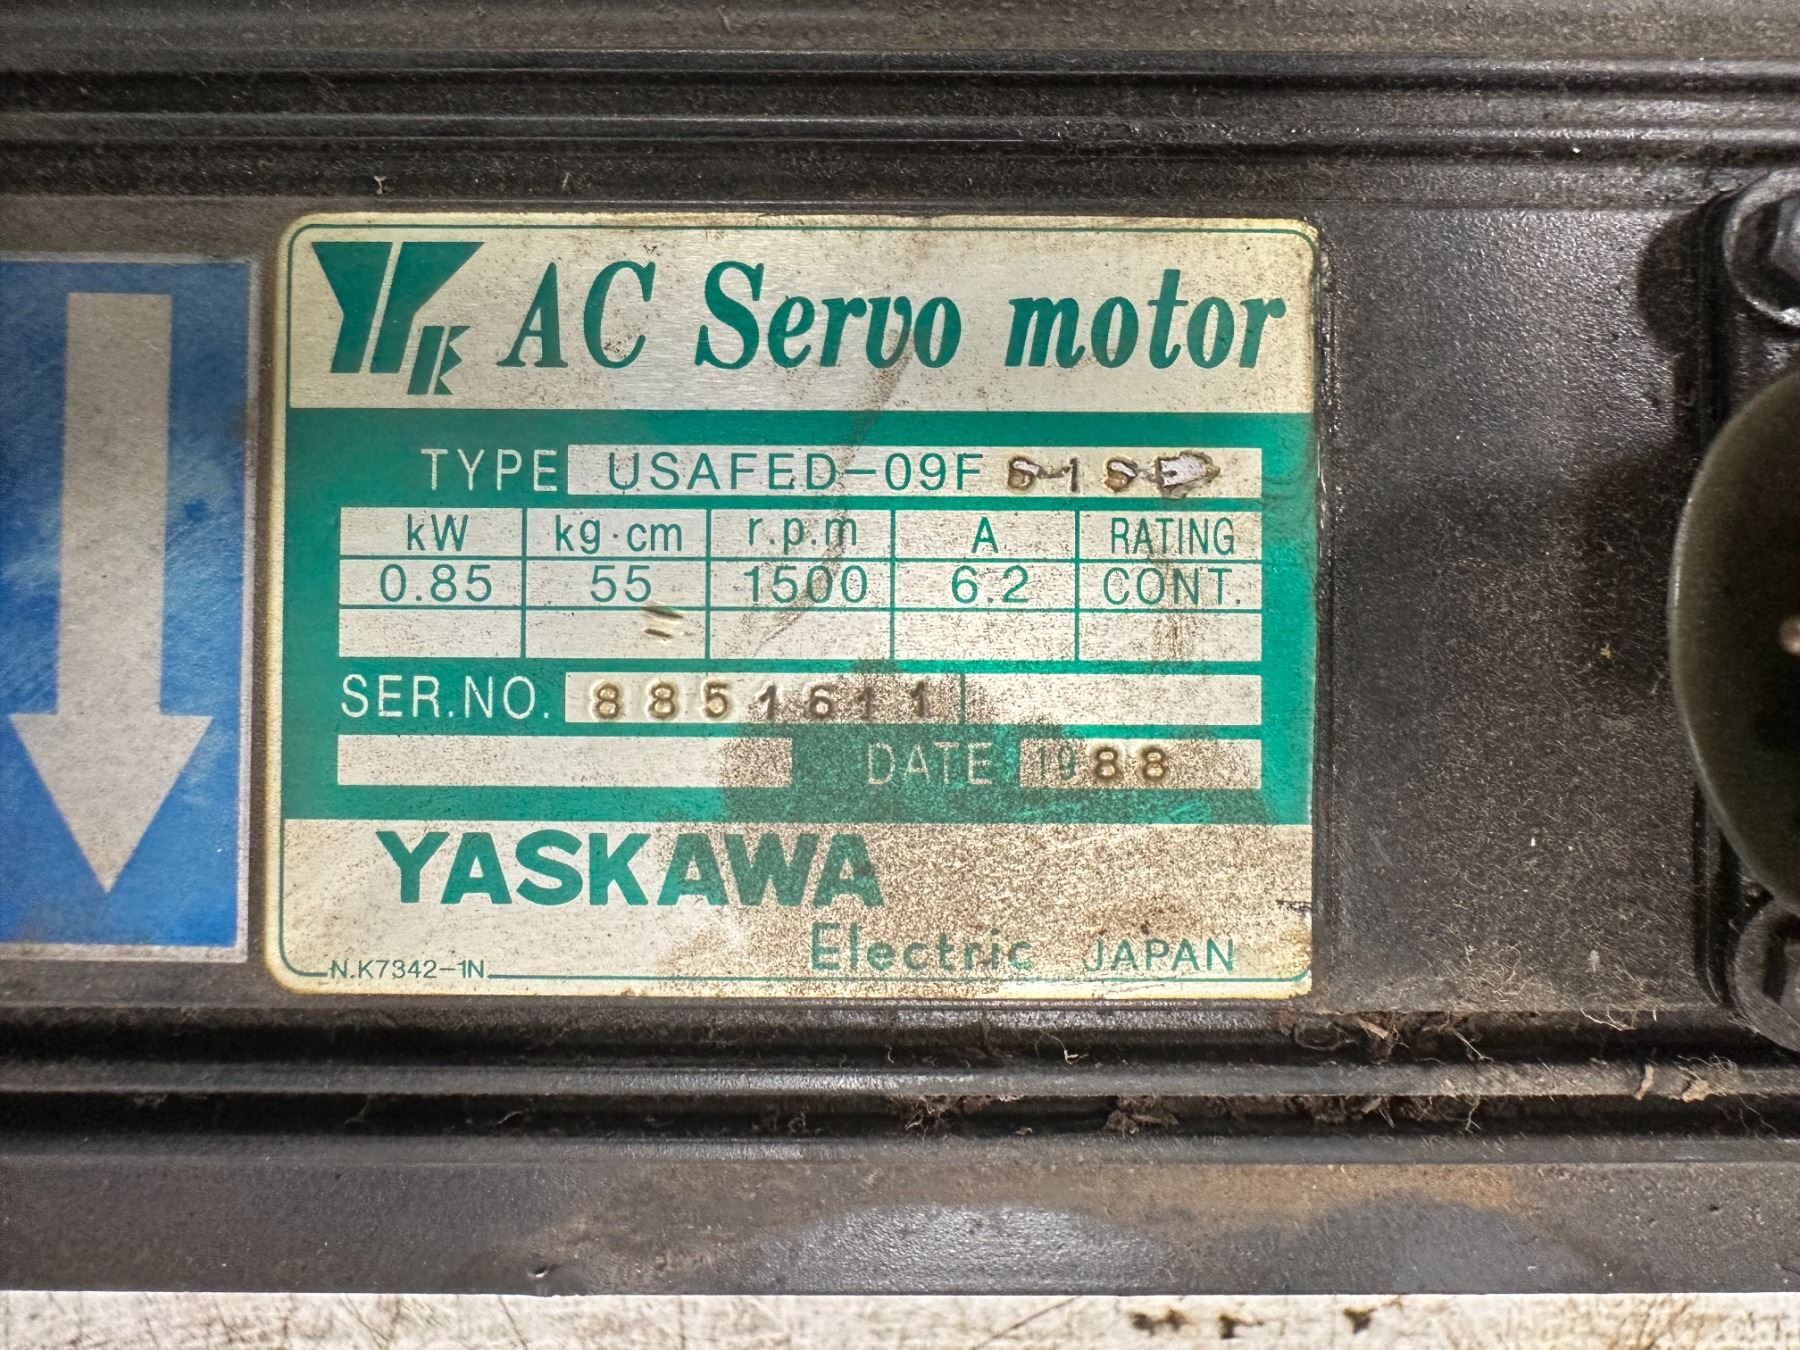 YK AC Servo motor
TYPE USAFED-09F
kW kg·cm r.p.m A RATING
0.85 55 1500 6.2 CONT.
SER.NO. 8851611
DATE 1988
YASKAWA
Electric JAPAN
N.K7342-1N